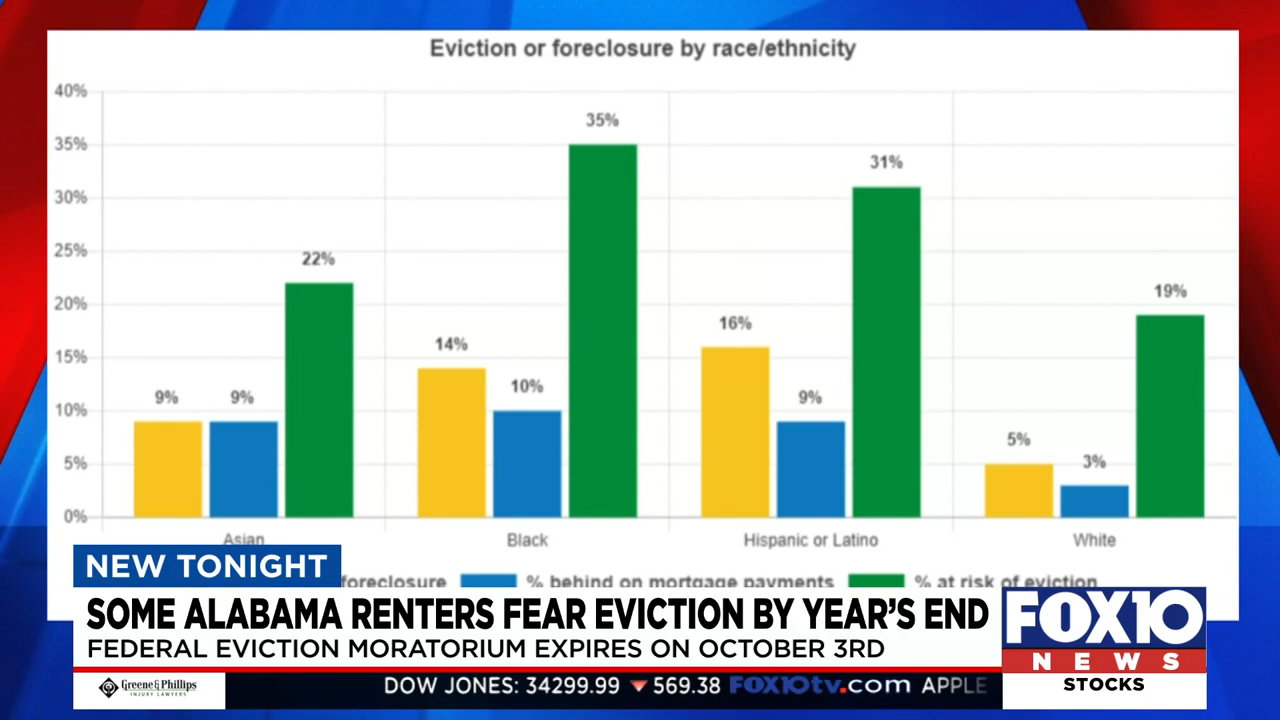 Eviction or foreclosure by race/ethnicity
40%
35%
30%
25%
20%
15%
10%
5%
0%
9%
9%
22%
14%
10%
35%
16%
9%
31%
5%
3%
19%
Asian
Black
Hispanic or Latino
White
foreclosure
% behind on mortgage payments
% at risk of eviction
NEW TONIGHT
SOME ALABAMA RENTERS FEAR EVICTION BY YEAR'S END
FEDERAL EVICTION MORATORIUM EXPIRES ON OCTOBER 3RD
FOX10
NEWS
STOCKS
Greene & Phillips
INJURY LAWYERS
DOW JONES: 34299.99 ▼ 569.38 FOX10tv.com APPLE